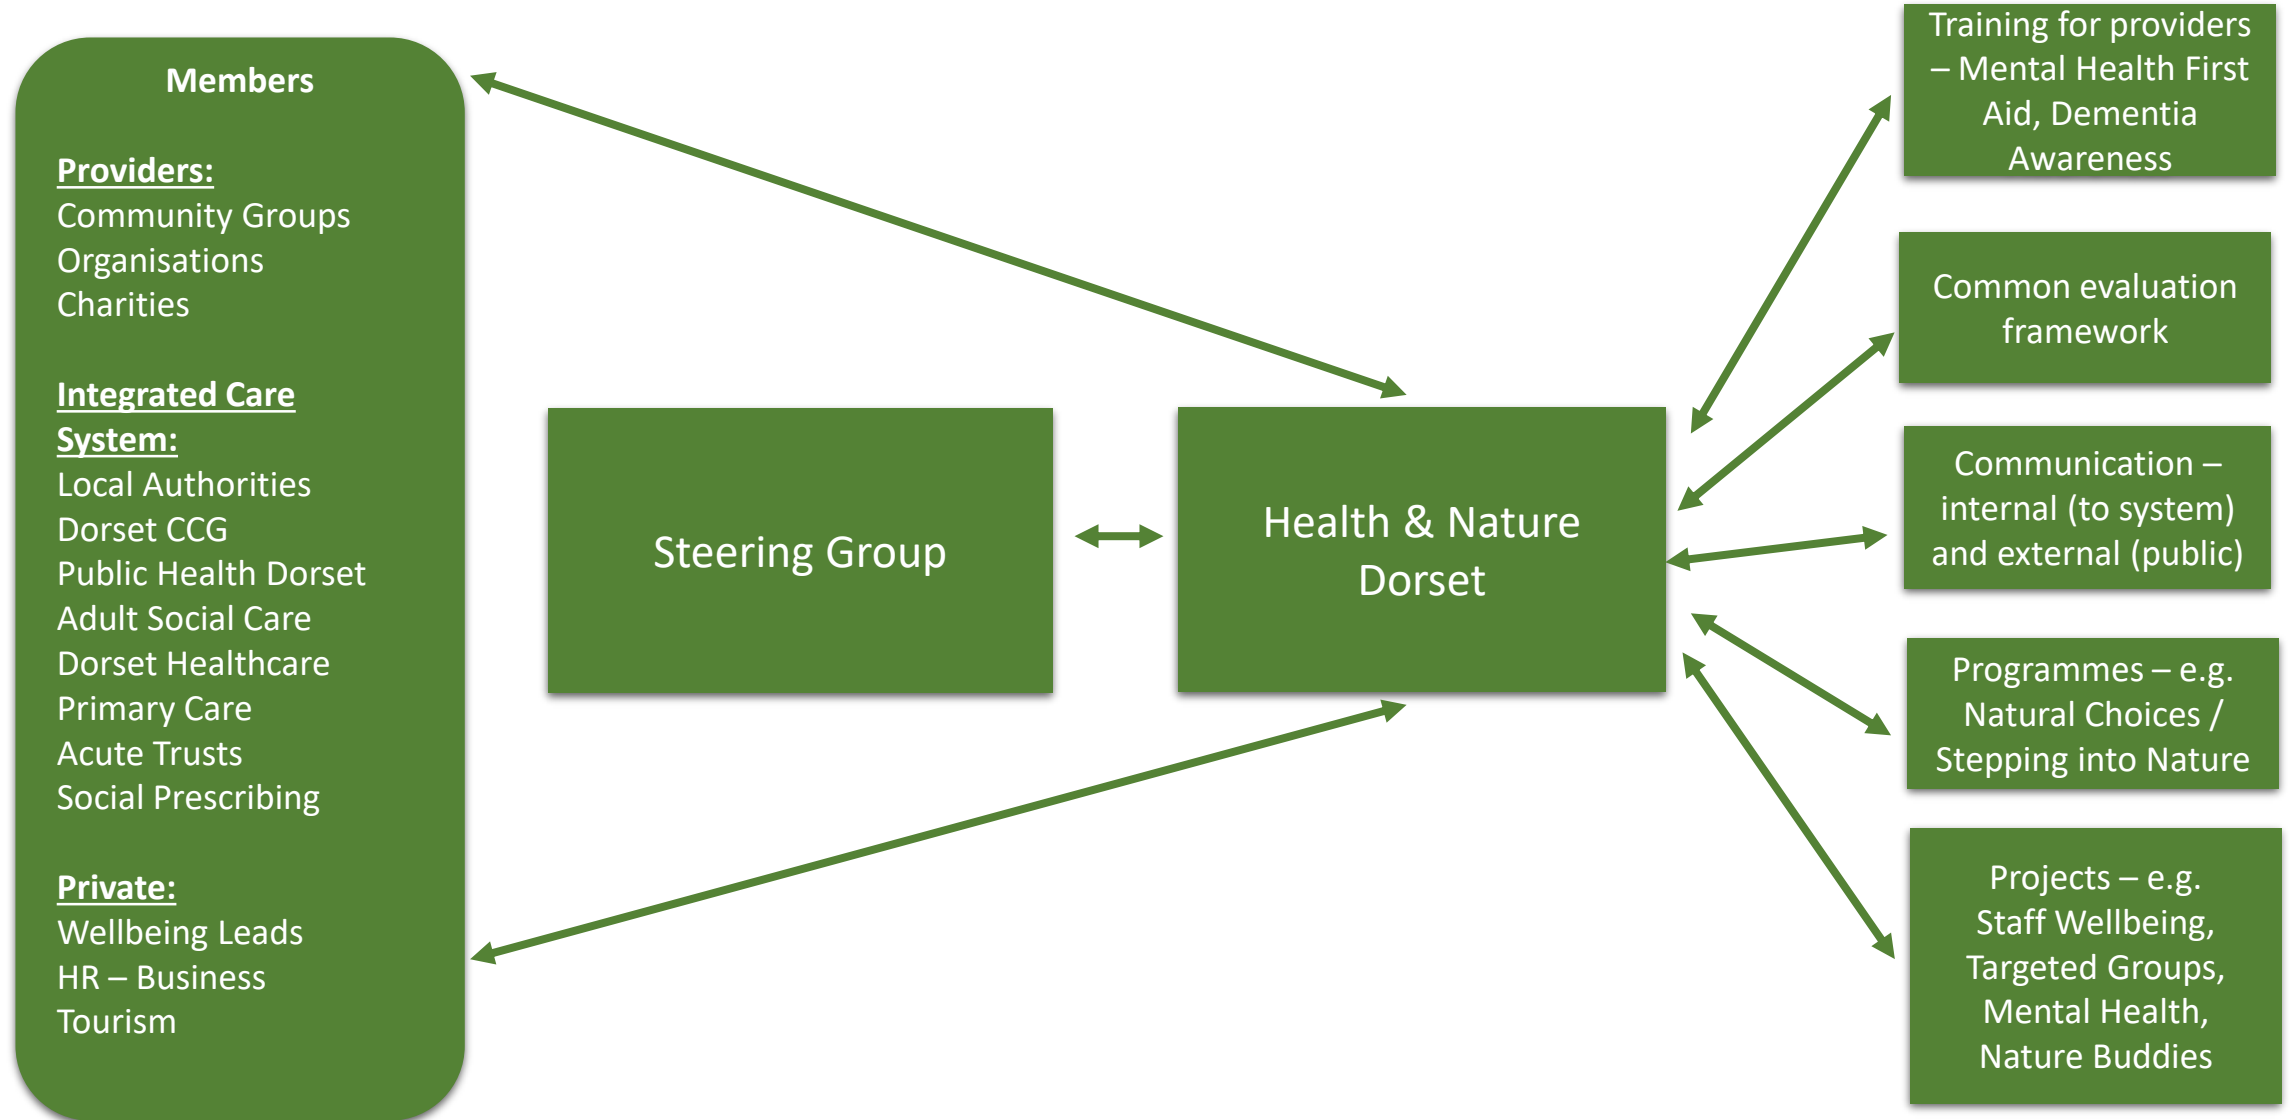 Members
Providers:
Community Groups
Organisations
Charities
Integrated Care
System:
Local Authorities
Dorset CCG
Public Health Dorset
Adult Social Care
Dorset Healthcare
Primary Care
Acute Trusts
Social Prescribing
Private:
Wellbeing Leads
HR – Business
Tourism
Steering Group
Health & Nature
Dorset
Training for providers
– Mental Health First
Aid, Dementia
Awareness
Common evaluation
framework
Communication –
internal (to system)
and external (public)
Programmes – e.g.
Natural Choices /
Stepping into Nature
Projects – e.g.
Staff Wellbeing,
Targeted Groups,
Mental Health,
Nature Buddies